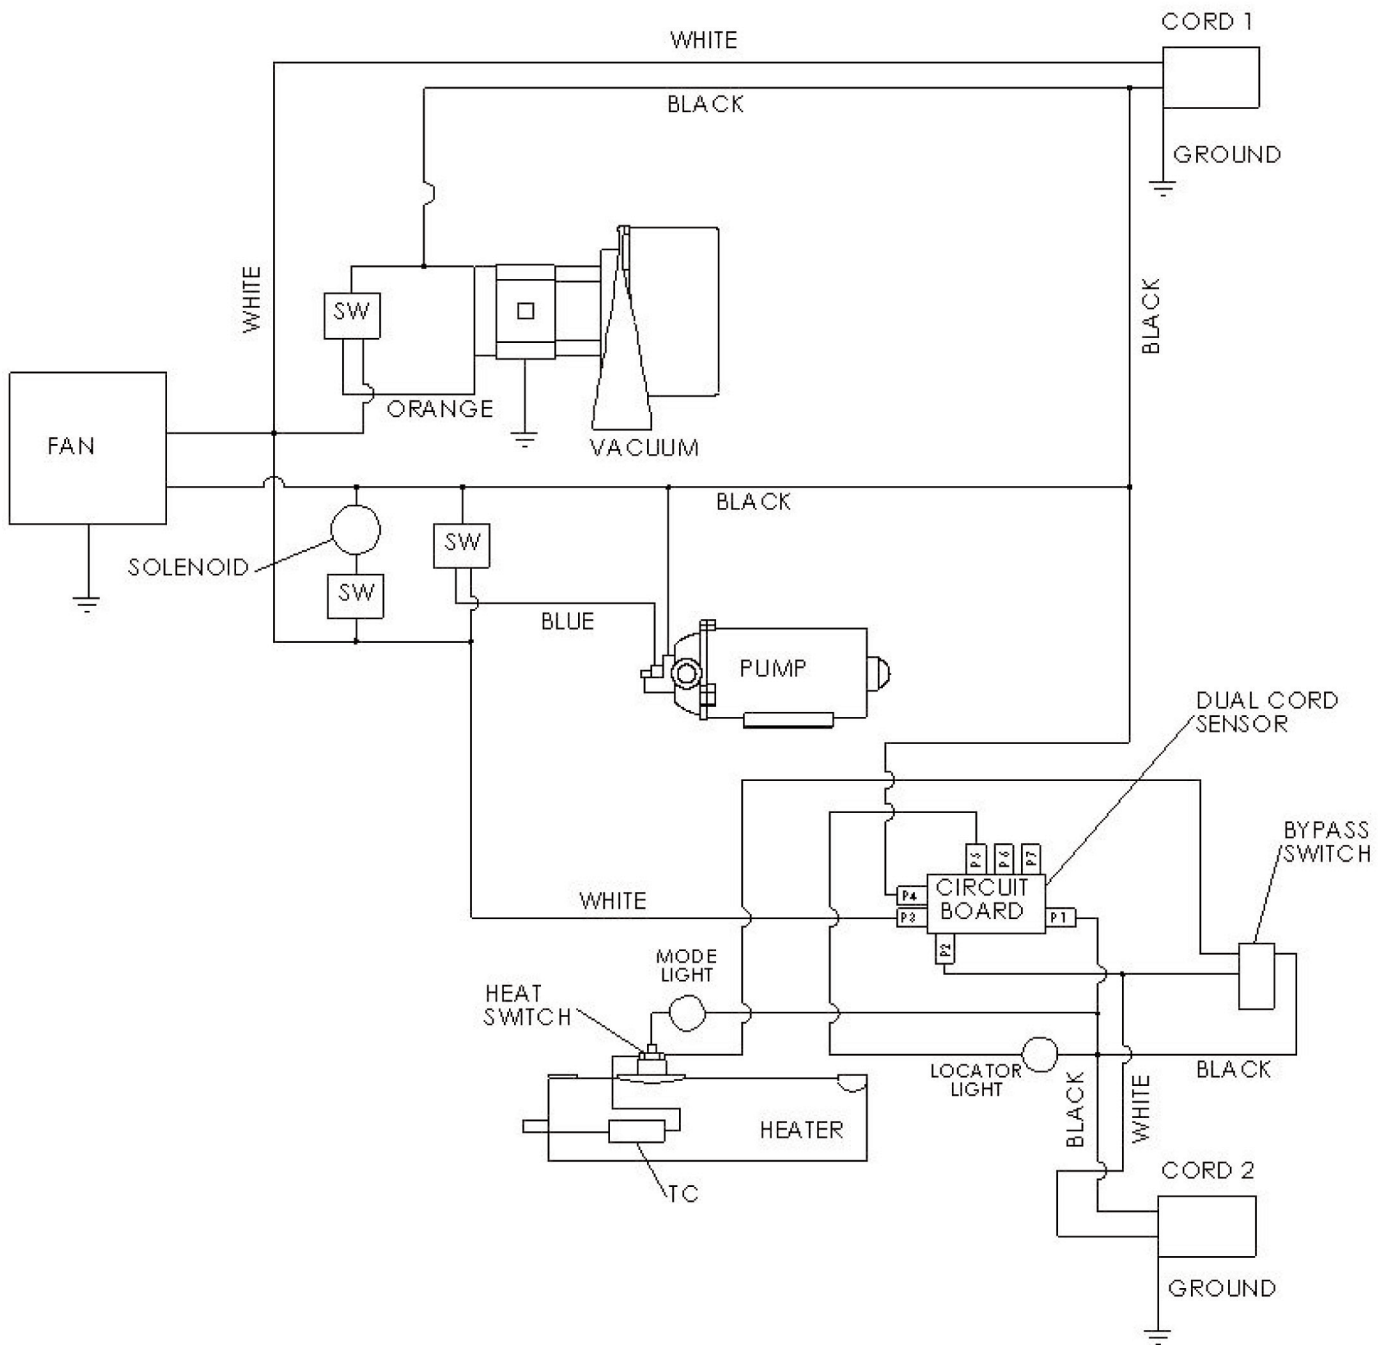 CORD 1
WHITE
BLACK
GROUND
WHITE
BLACK
SW
ORANGE
VACUUM
FAN
BLACK
SOLENOID
SW
SW
BLUE
PUMP
DUAL CORD
SENSOR
BYPASS
SWITCH
P5
P6
P7
CIRCUIT
BOARD
P4
P3
P1
P2
WHITE
MODE
LIGHT
HEAT
SWITCH
LOCATOR
LIGHT
BLACK
BLACK
WHITE
HEATER
TC
CORD 2
GROUND